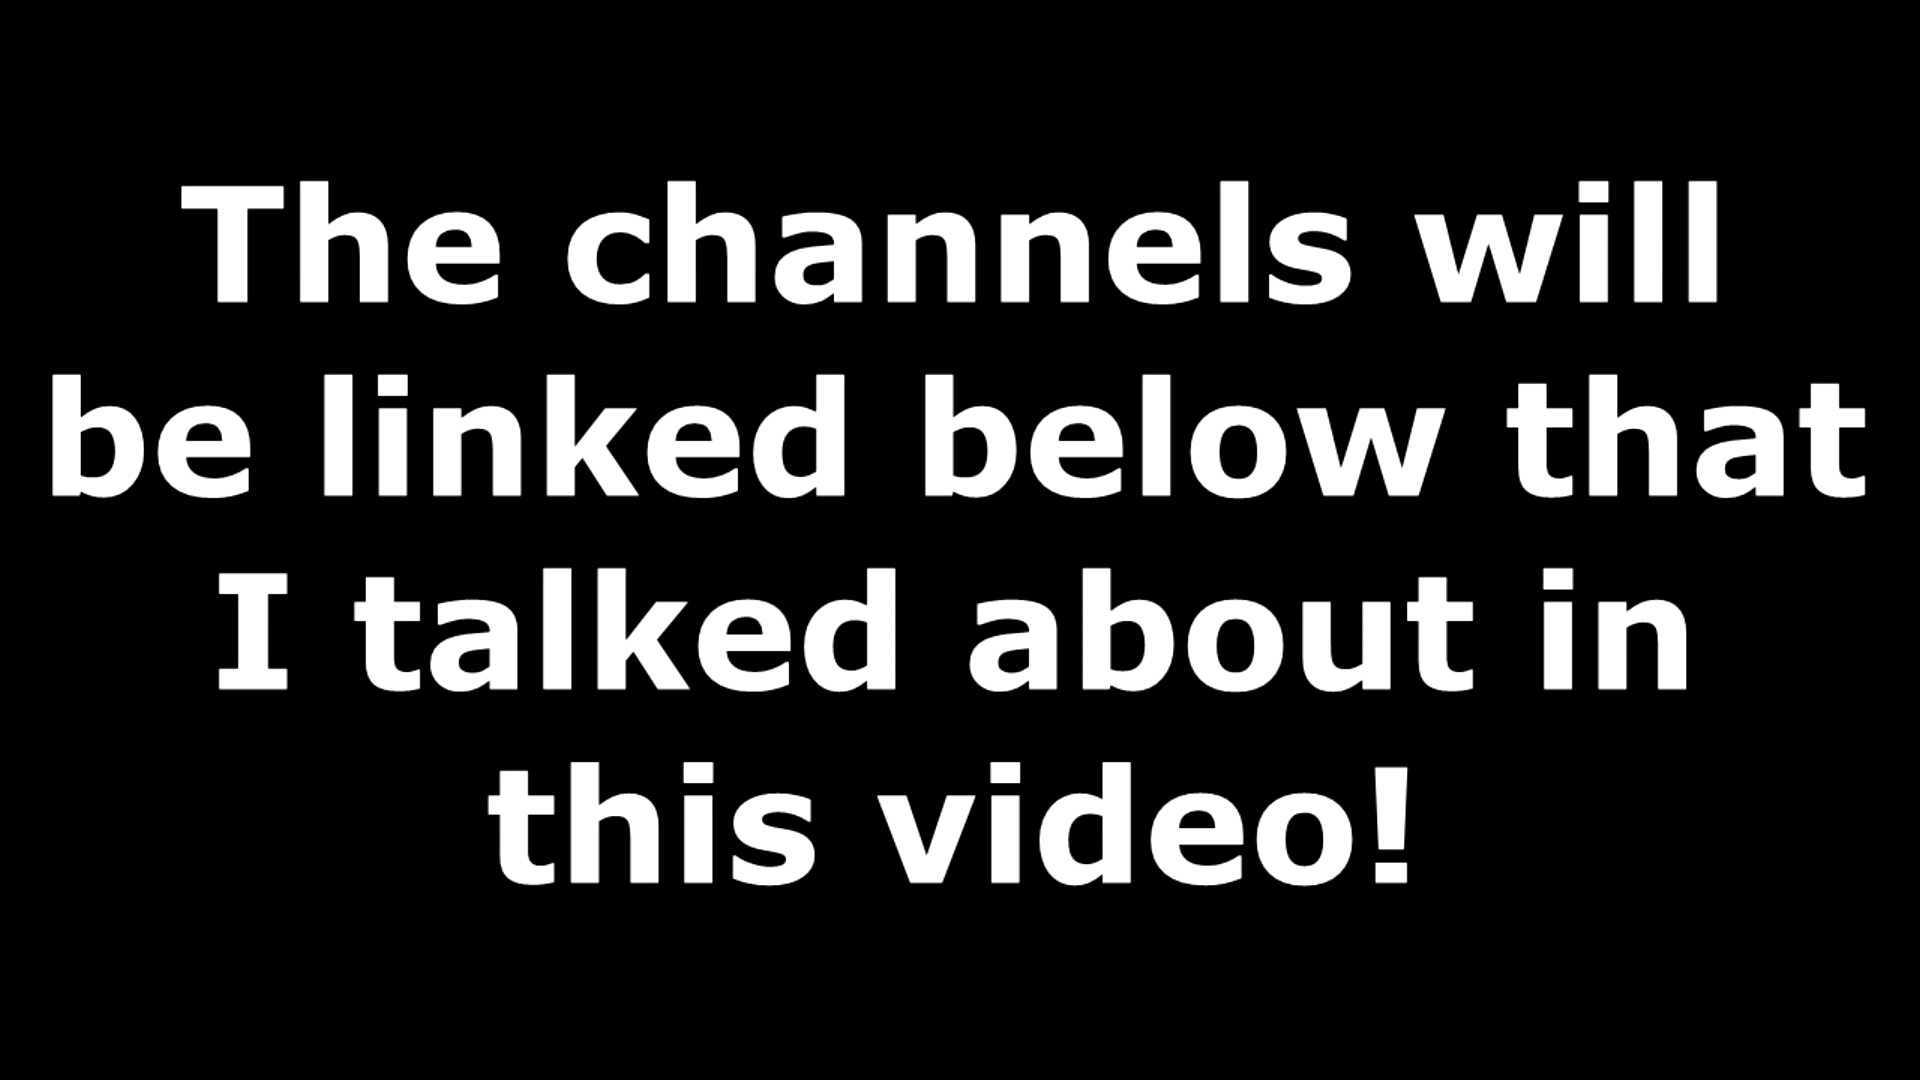 The channels will
be linked below that
I talked about in
this video!